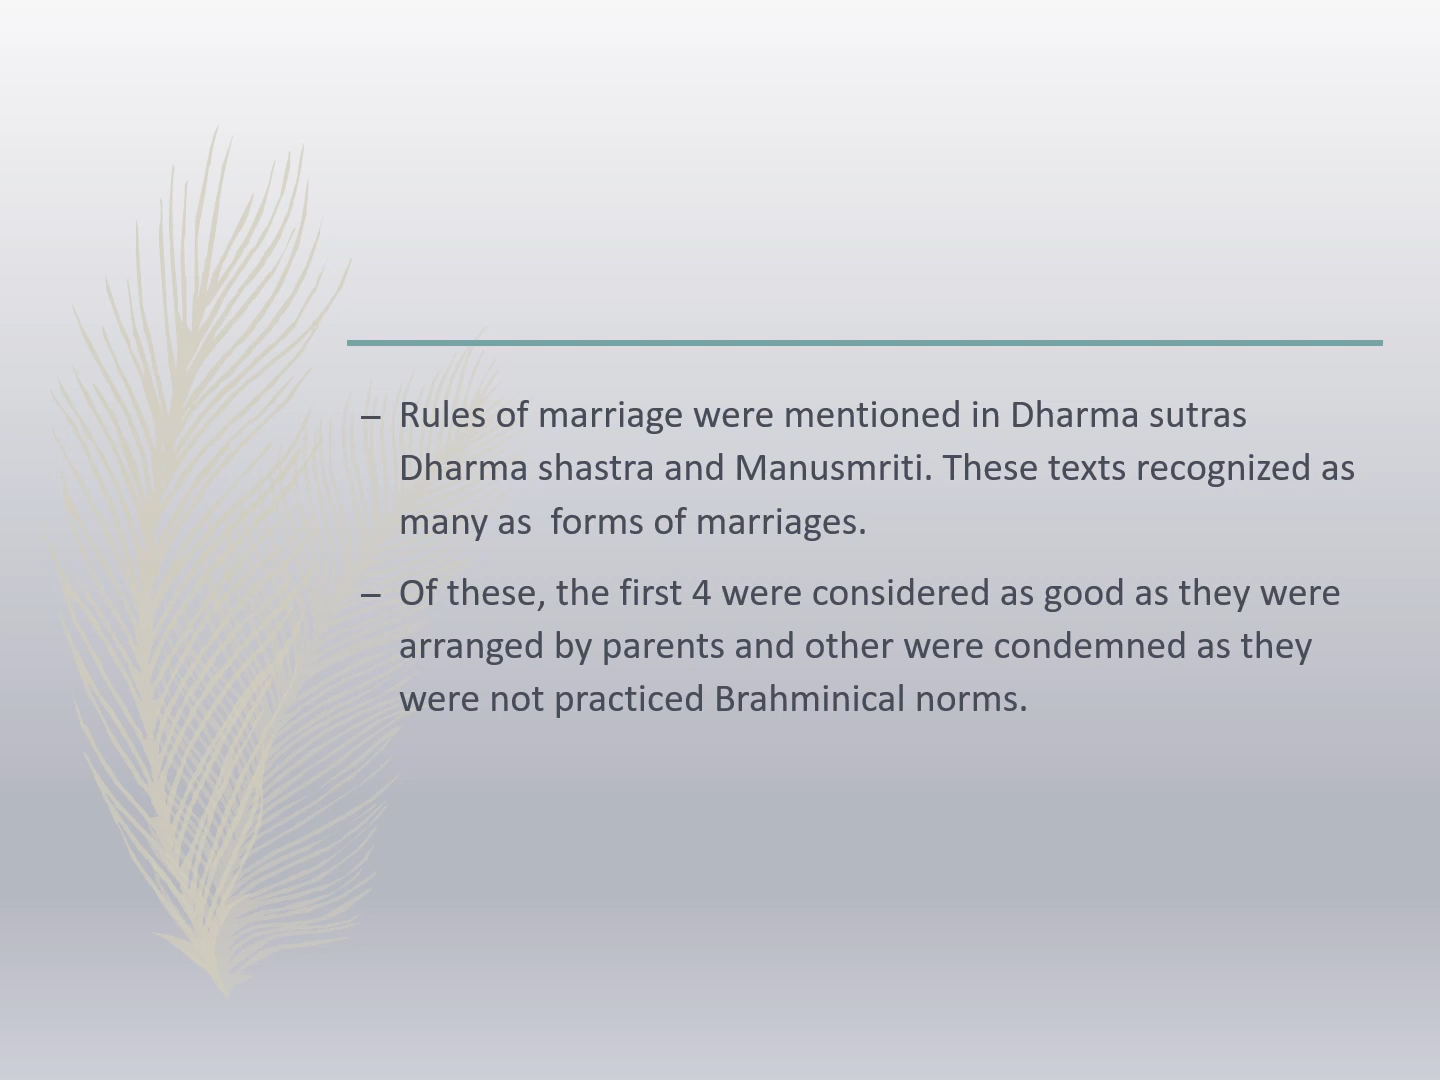 – Rules of marriage were mentioned in Dharma sutras
Dharma shastra and Manusmriti. These texts recognized as
many as  forms of marriages.
– Of these, the first 4 were considered as good as they were
arranged by parents and other were condemned as they
were not practiced Brahminical norms.